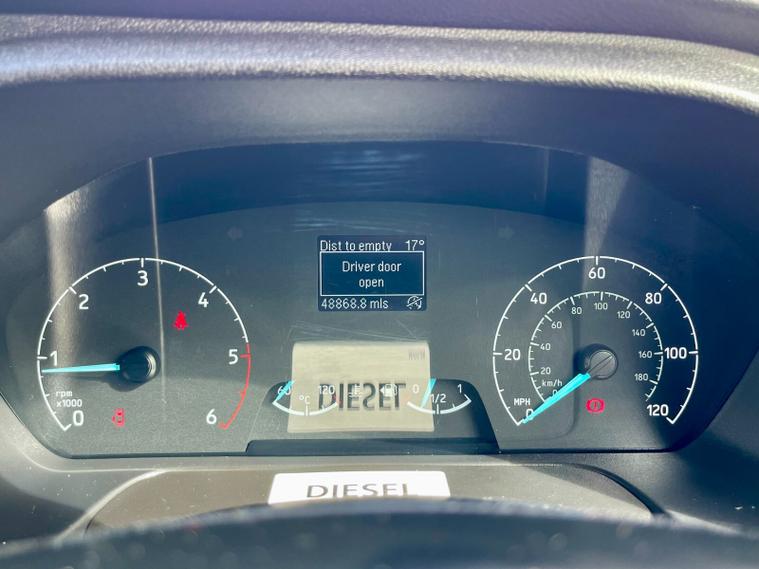 Dist to empty 17°
Driver door
open
48868.8 mls
0 1 2 3 4 5 6
rpm
x1000
0 20 40 60 80 100 120
MPH
km/h
20 40 60 80 100 120 140 160 180
60 120
°C
0 1/2 1
DIESEL
DIESEL